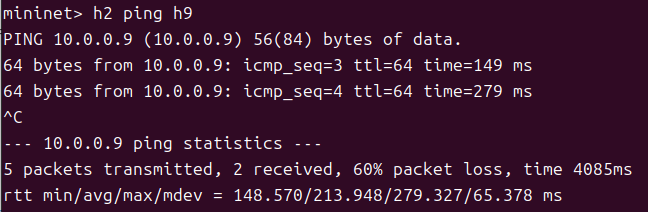 mininet> h2 ping h9
PING 10.0.0.9 (10.0.0.9) 56(84) bytes of data.
64 bytes from 10.0.0.9: icmp_seq=3 ttl=64 time=149 ms
64 bytes from 10.0.0.9: icmp_seq=4 ttl=64 time=279 ms
^C
--- 10.0.0.9 ping statistics ---
5 packets transmitted, 2 received, 60% packet loss, time 4085ms
rtt min/avg/max/mdev = 148.570/213.948/279.327/65.378 ms